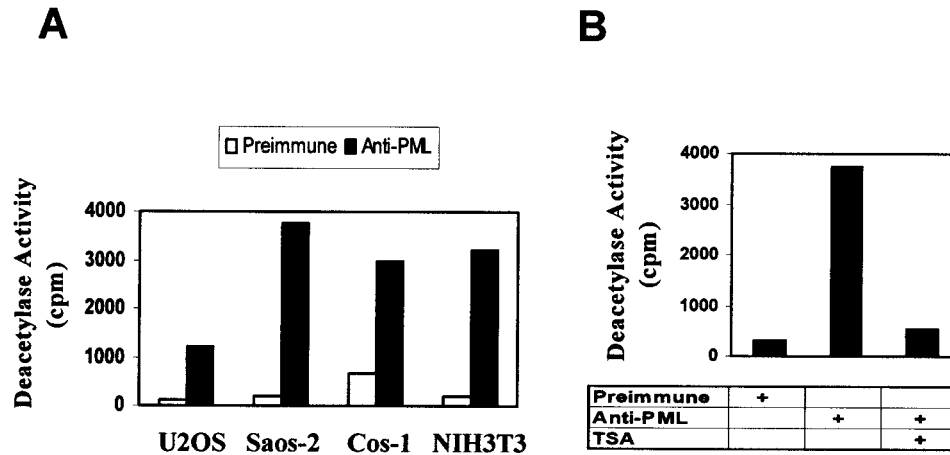 A
Preimmune Anti-PML
Deacetylase Activity
(cpm)
4000
3000
2000
1000
0
U2OS Saos-2 Cos-1 NIH3T3
B
Deacetylase Activity
(cpm)
4000
3000
2000
1000
0
Preimmune +
Anti-PML + +
TSA +